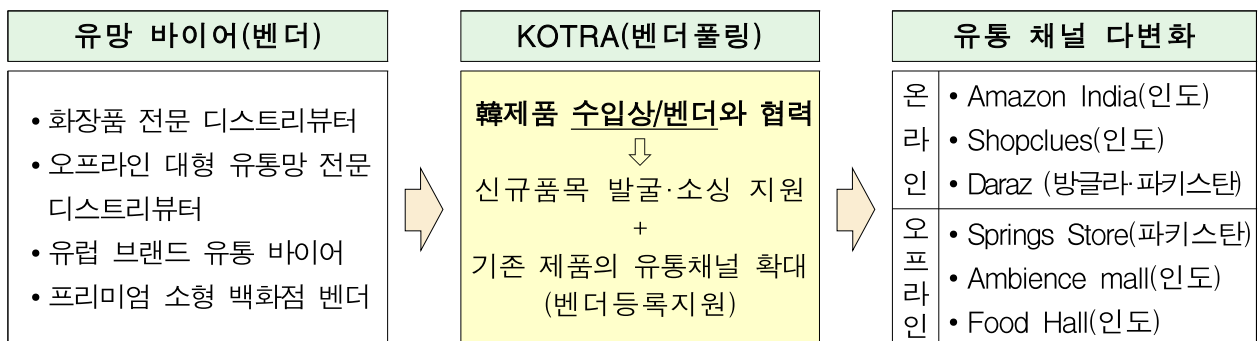 유망 바이어(벤더)
• 화장품 전문 디스트리뷰터
• 오프라인 대형 유통망 전문
디스트리뷰터
• 유럽 브랜드 유통 바이어
• 프리미엄 소형 백화점 벤더
KOTRA(벤더풀링)
韓제품 수입상/벤더와 협력
⇩
신규품목 발굴·소싱 지원
+
기존 제품의 유통채널 확대
(벤더등록지원)
유통 채널 다변화
온라인
• Amazon India(인도)
• Shopclues(인도)
• Daraz (방글라·파키스탄)
오프라인
• Springs Store(파키스탄)
• Ambience mall(인도)
• Food Hall(인도)